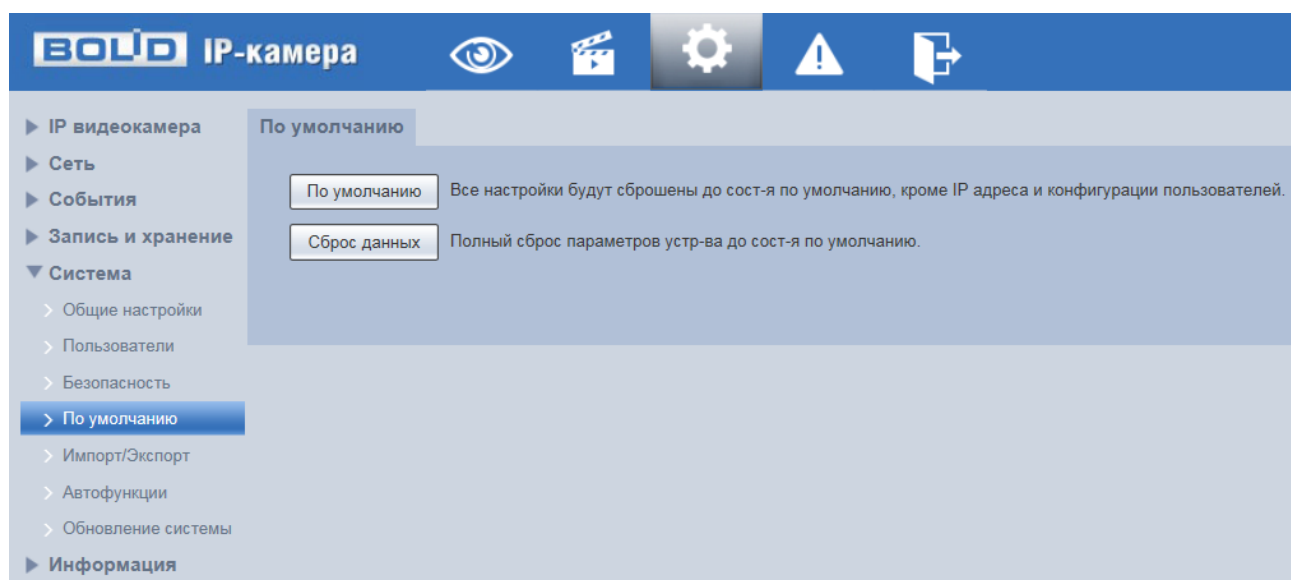 BOLID IP-камера
IP видеокамера
Сеть
События
Запись и хранение
Система
Общие настройки
Пользователи
Безопасность
По умолчанию
Импорт/Экспорт
Автофункции
Обновление системы
Информация
По умолчанию
По умолчанию Все настройки будут сброшены до сост-я по умолчанию, кроме IP адреса и конфигурации пользователей.
Сброс данных Полный сброс параметров устр-ва до сост-я по умолчанию.